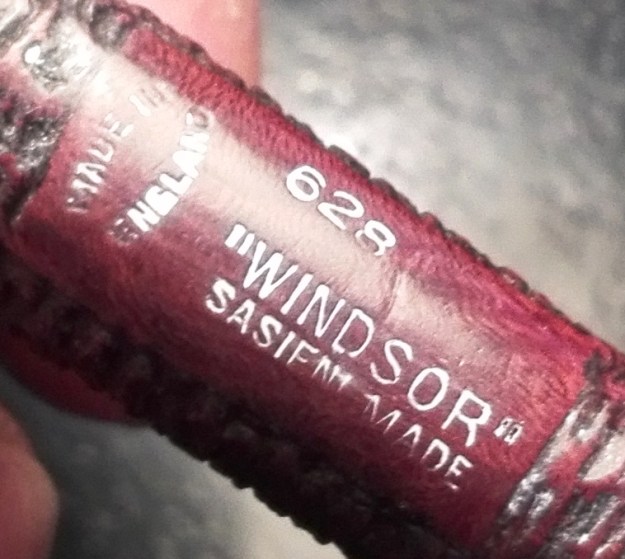 MADE IN
ENGLAND
628
"WINDSOR"
SASIENI MADE